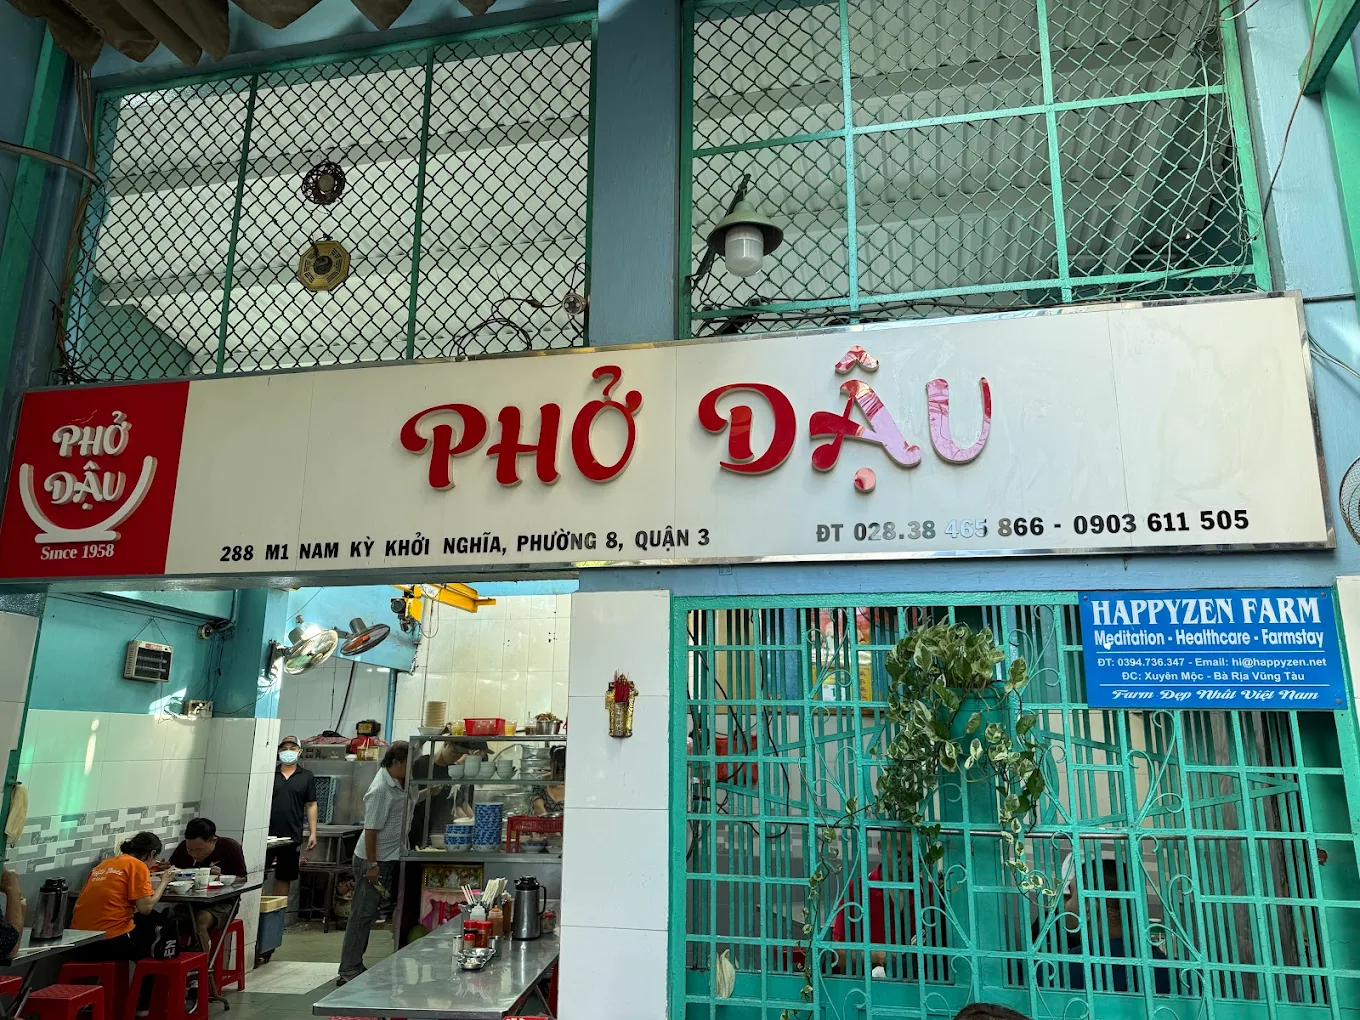 PHỞ DẬU
PHỞ
DẬU
Since 1958
288 M1 NAM KỲ KHỞI NGHĨA, PHƯỜNG 8, QUẬN 3
ĐT 028.38 465 866 - 0903 611 505
HAPPYZEN FARM
Meditation - Healthcare - Farmstay
ĐT: 0394.736.347 - Email: hi@happyzen.net
ĐC: Xuyên Mộc - Bà Rịa Vũng Tàu
Farm Đẹp Nhất Việt Nam